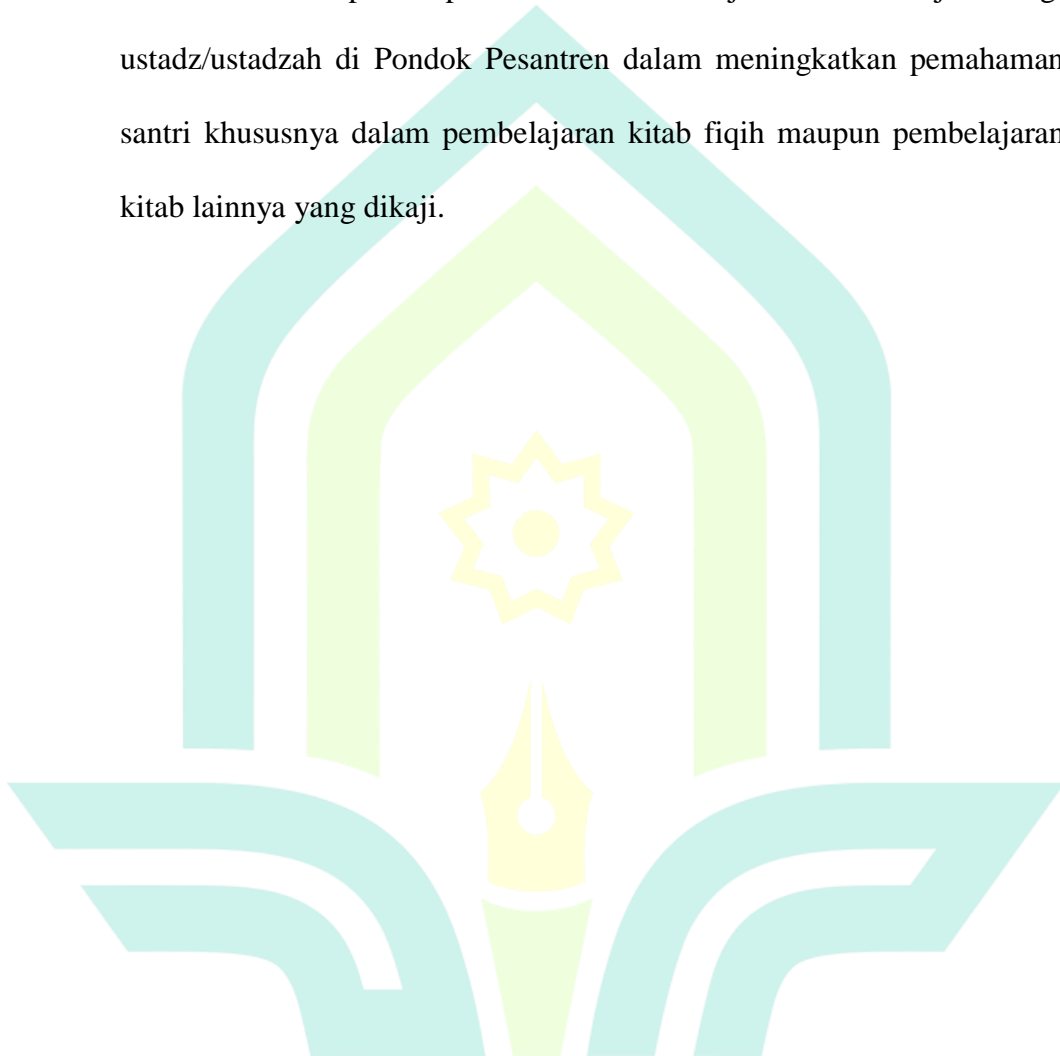 ustadz/ustadzah di Pondok Pesantren dalam meningkatkan pemahaman
santri khususnya dalam pembelajaran kitab fiqih maupun pembelajaran
kitab lainnya yang dikaji.